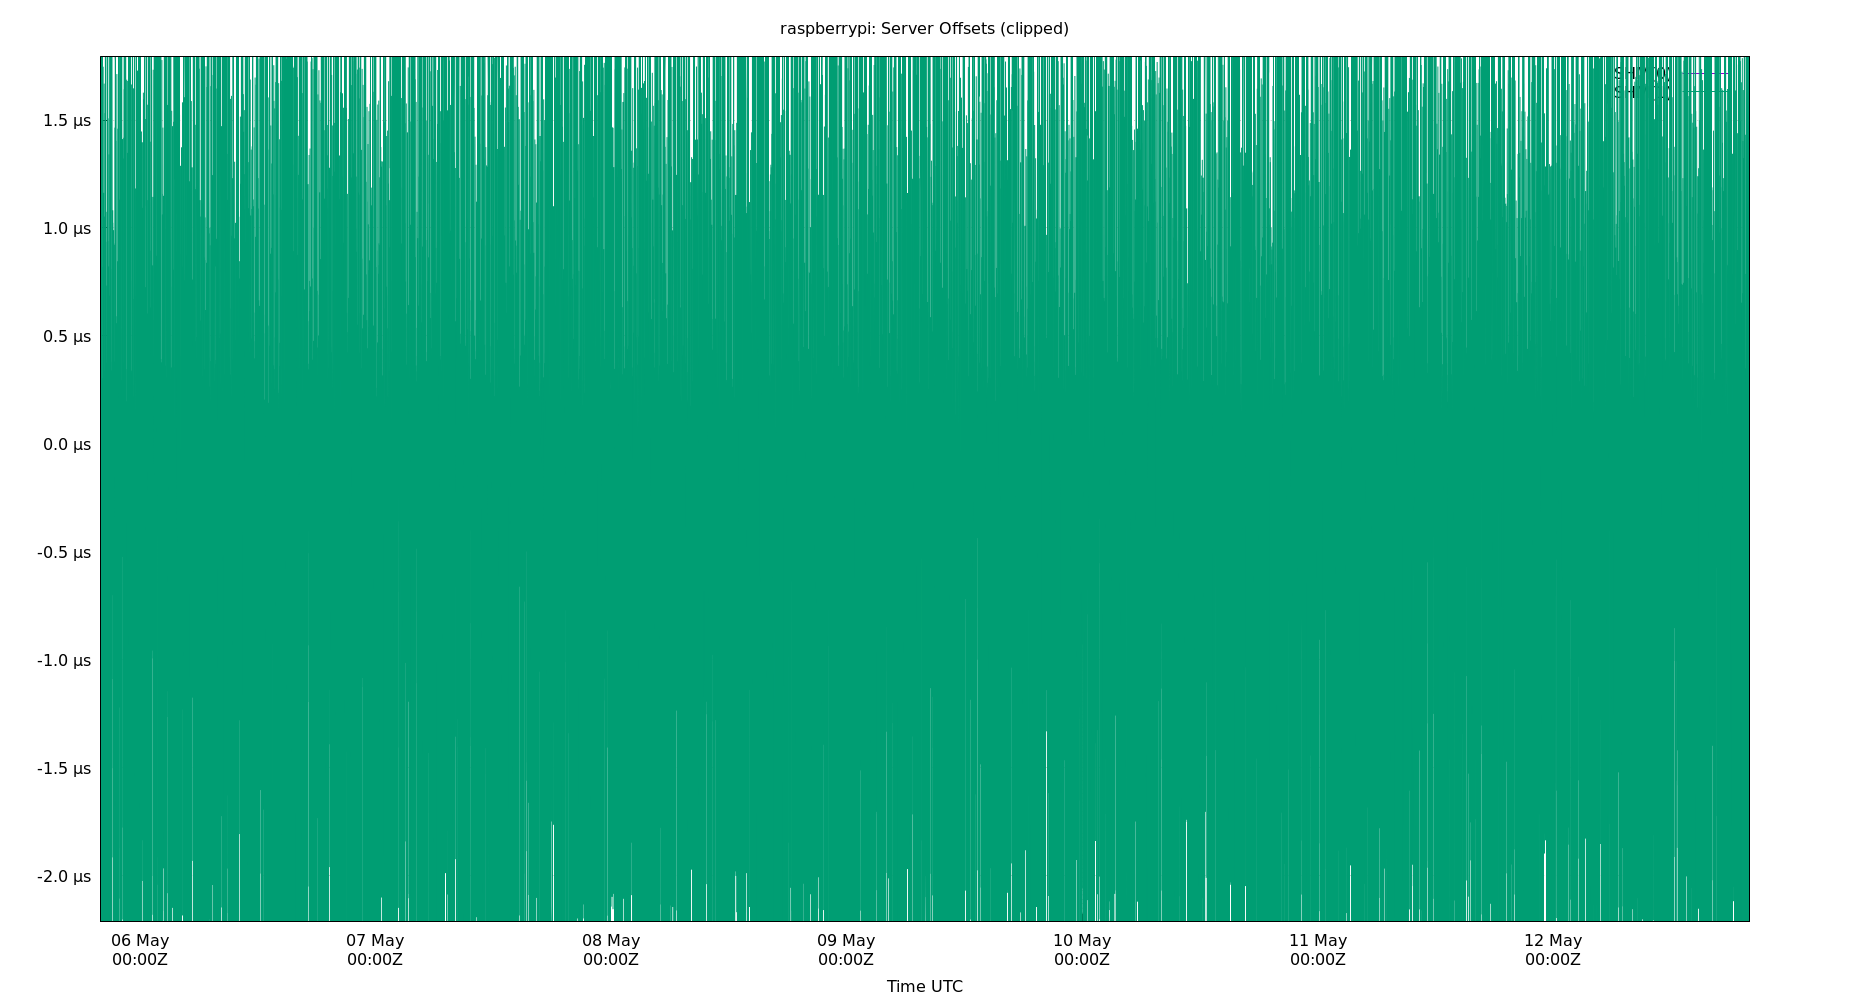 raspberrypi: Server Offsets (clipped)
1.5 µs
1.0 µs
0.5 µs
0.0 µs
-0.5 µs
-1.0 µs
-1.5 µs
-2.0 µs
06 May 07 May 08 May 09 May 10 May 11 May 12 May
00:00Z 00:00Z 00:00Z 00:00Z 00:00Z 00:00Z 00:00Z
Time UTC